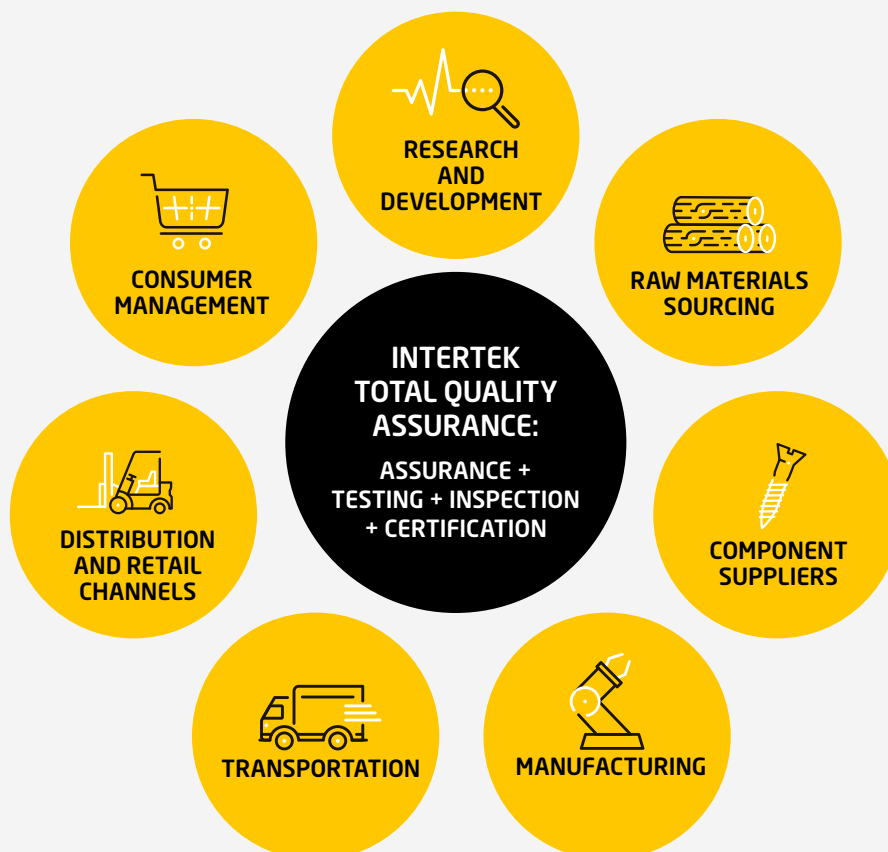 RESEARCH
AND
DEVELOPMENT
RAW MATERIALS
SOURCING
COMPONENT
SUPPLIERS
MANUFACTURING
TRANSPORTATION
DISTRIBUTION
AND RETAIL
CHANNELS
CONSUMER
MANAGEMENT
INTERTEK
TOTAL QUALITY
ASSURANCE:
ASSURANCE +
TESTING + INSPECTION
+ CERTIFICATION